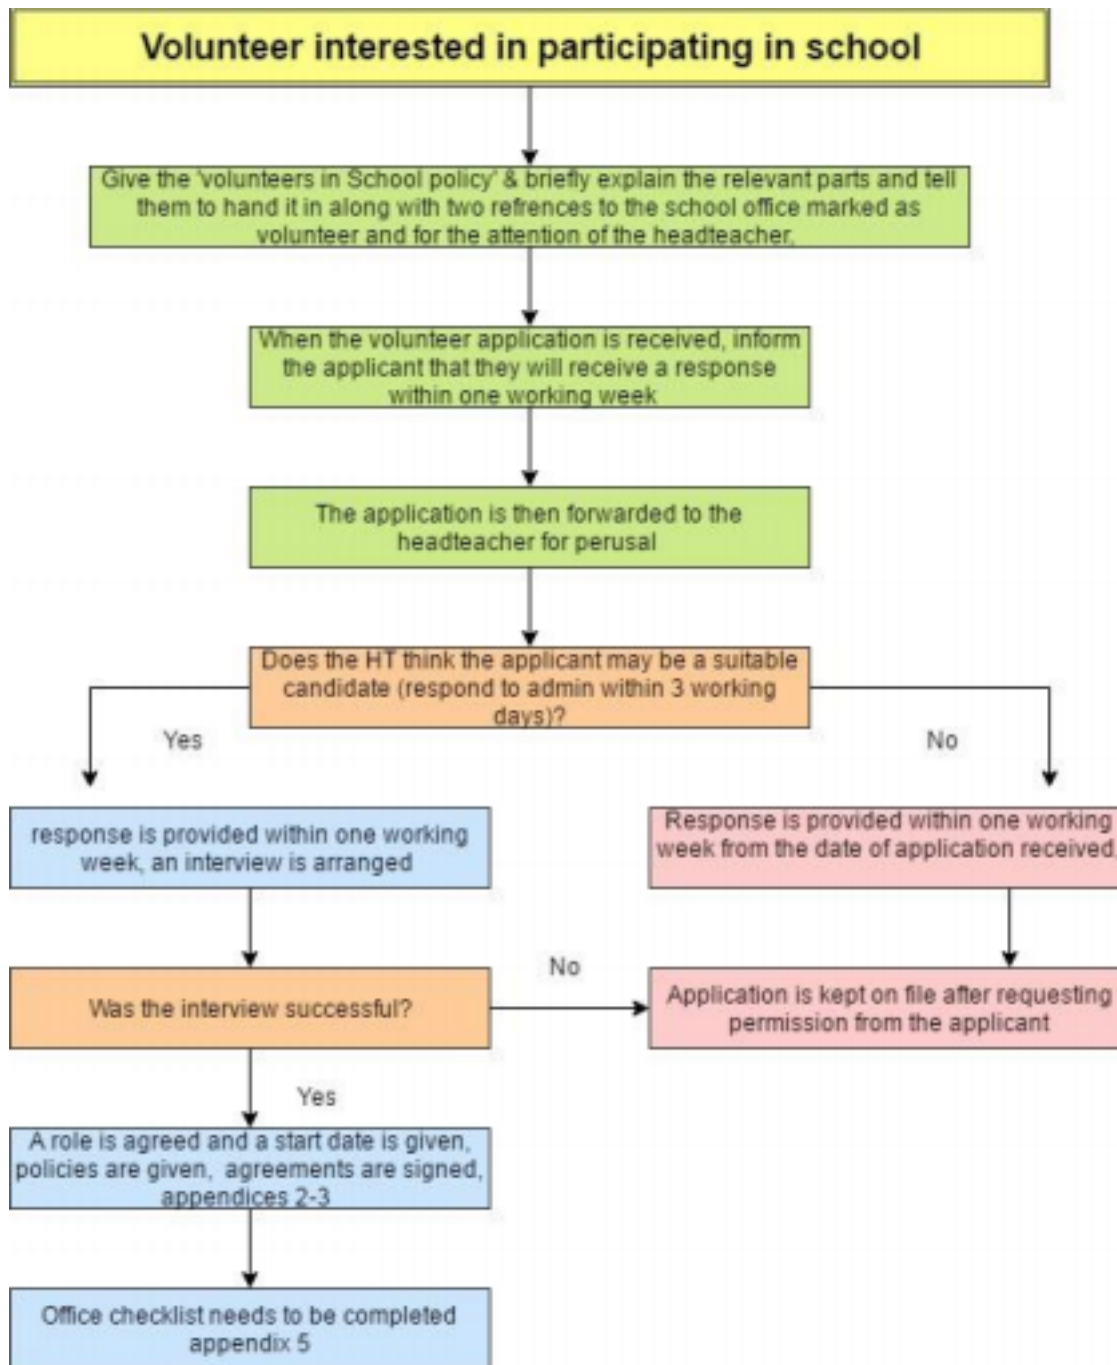 Volunteer interested in participating in school
Give the 'volunteers in School policy' & briefly explain the relevant parts and tell
them to hand it in along with two refrences to the school office marked as
volunteer and for the attention of the headteacher,
When the volunteer application is received, inform
the applicant that they will receive a response
within one working week
The application is then forwarded to the
headteacher for perusal
Does the HT think the applicant may be a suitable
candidate (respond to admin within 3 working
days)?
Yes
No
response is provided within one working
week, an interview is arranged
Response is provided within one working
week from the date of application received.
Was the interview successful?
No
Application is kept on file after requesting
permission from the applicant
Yes
A role is agreed and a start date is given,
policies are given, agreements are signed,
appendices 2-3
Office checklist needs to be completed
appendix 5